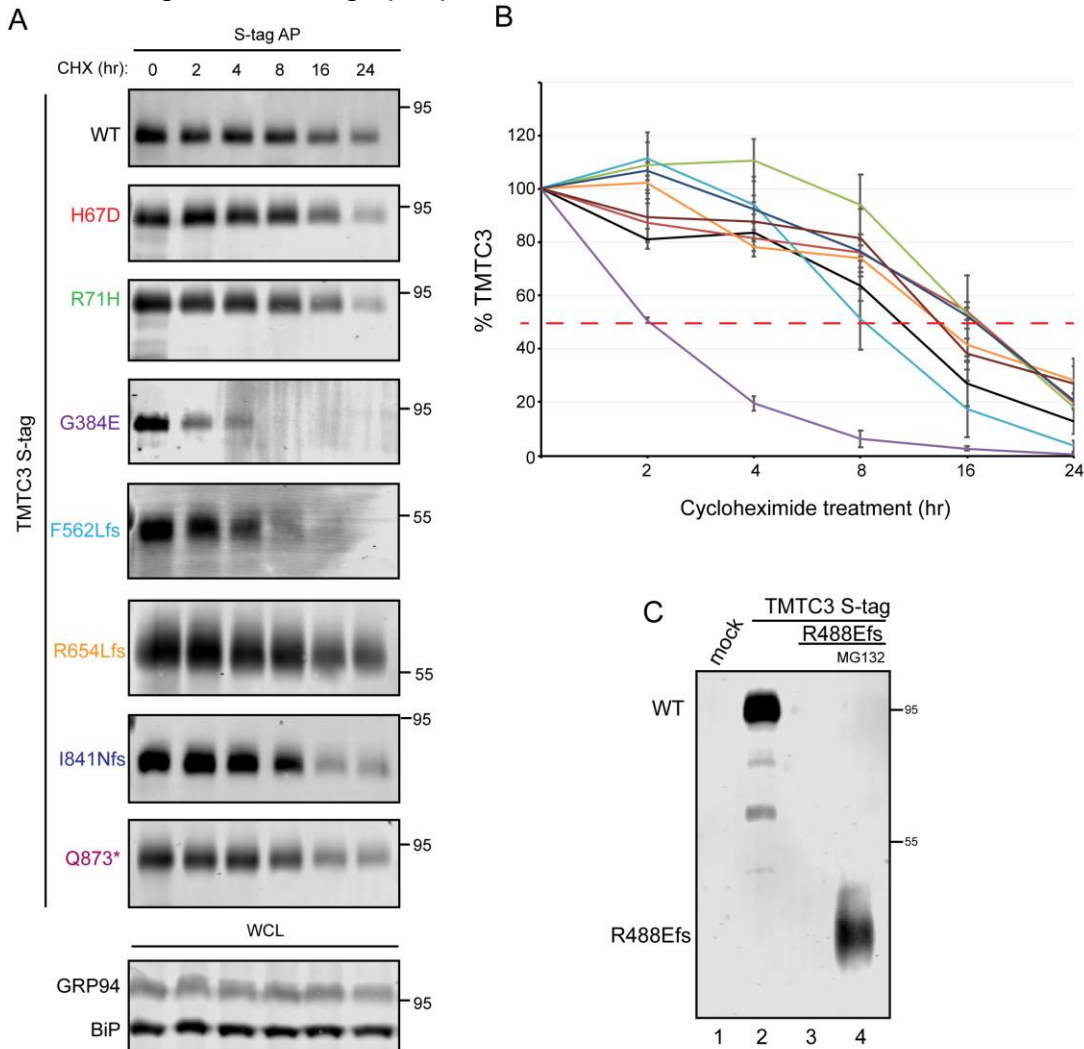 A
S-tag AP
CHX (hr): 0 2 4 8 16 24
TMTC3 S-tag
WT
95
H67D
95
R71H
95
G384E
95
F562Lfs
55
R654Lfs
55
I841Nfs
95
Q873*
95
WCL
GRP94
95
BiP
B
% TMTC3
120
100
80
60
40
20
0
2 4 8 16 24
Cycloheximide treatment (hr)
C
mock
TMTC3 S-tag
R488Efs
MG132
WT
95
55
R488Efs
1 2 3 4